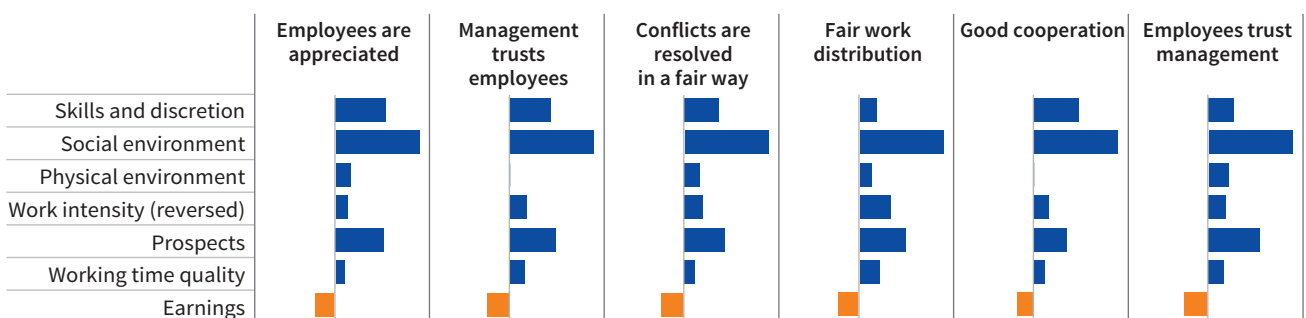 Employees are
appreciated
Management
trusts
employees
Conflicts are
resolved
in a fair way
Fair work
distribution
Good cooperation
Employees trust
management
Skills and discretion
Social environment
Physical environment
Work intensity (reversed)
Prospects
Working time quality
Earnings